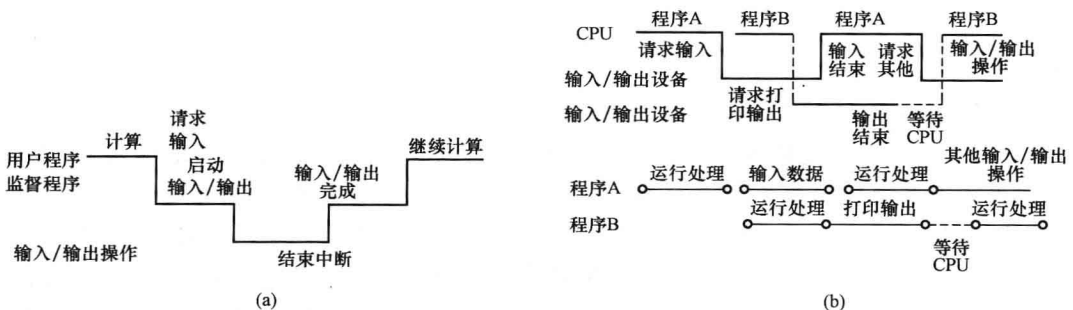 计算
请求
输入
启动
输入/输出
输入/输出
完成
继续计算
用户程序
监督程序
输入/输出操作
结束中断
(a)
CPU
程序A
程序B
程序A
程序B
请求输入
输入
结束
请求
其他
输入/输出
操作
输入/输出设备
输入/输出设备
请求打
印输出
输出
结束
等待
CPU
其他输入/输出
操作
程序A
运行处理
输入数据
运行处理
程序B
运行处理
打印输出
运行处理
等待
CPU
(b)